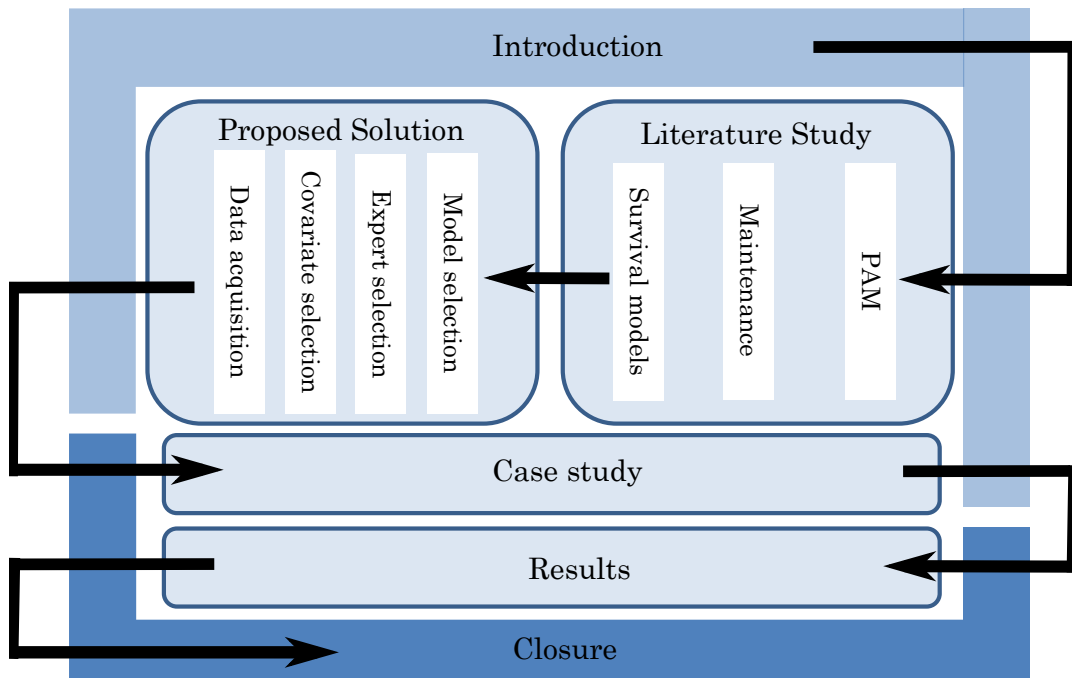 Introduction
Proposed Solution
Data acquisition
Covariate selection
Expert selection
Model selection
Literature Study
Survival models
Maintenance
PAM
Case study
Results
Closure